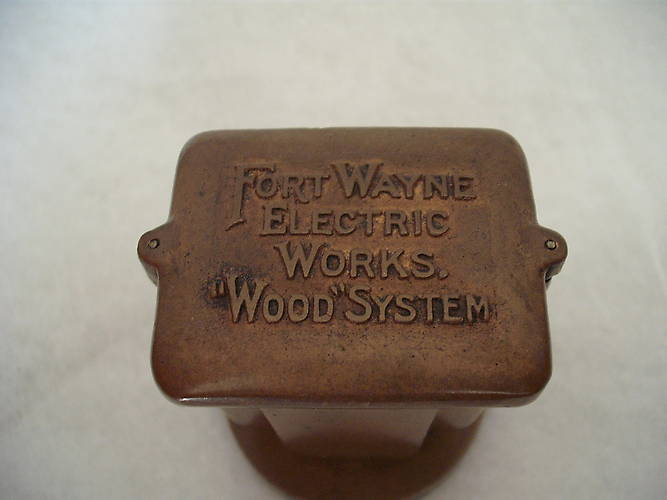 FORT WAYNE
ELECTRIC
WORKS.
"WOOD" SYSTEM